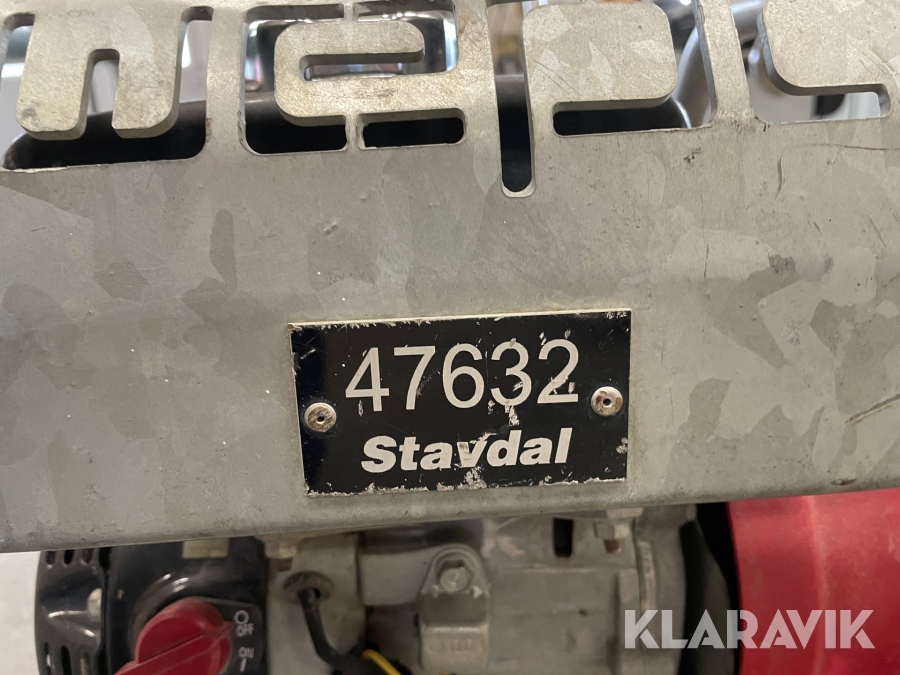 47632
Stavdal
OFF
ON
KLARAVIK